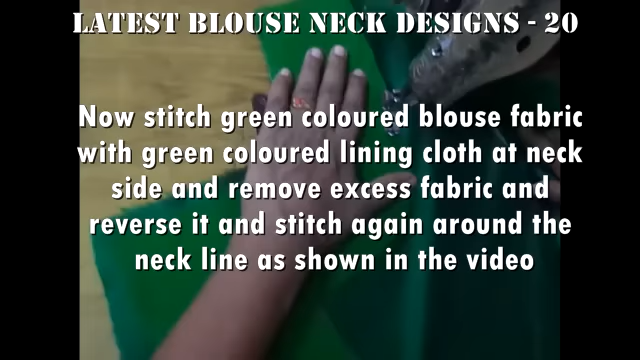 LATEST BLOUSE NECK DESIGNS - 20
Now stitch green coloured blouse fabric
with green coloured lining cloth at neck
side and remove excess fabric and
reverse it and stitch again around the
neck line as shown in the video